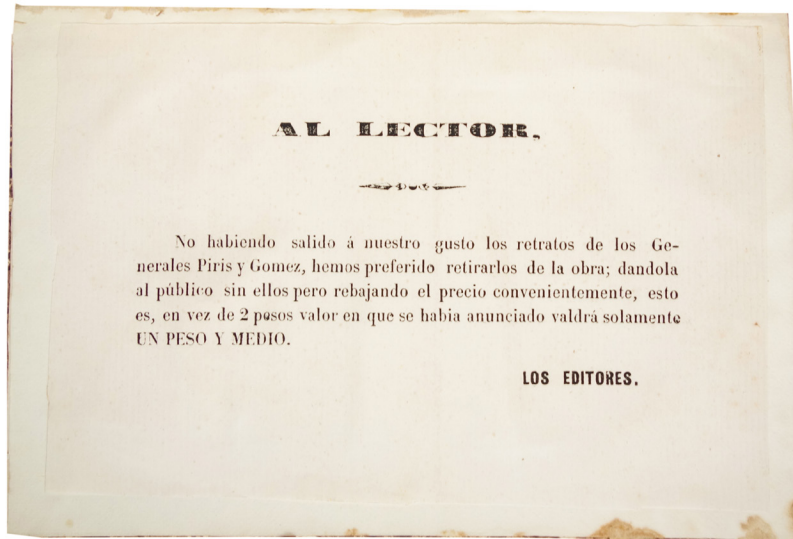 AL LECTOR.
No habiendo salido á nuestro gusto los retratos de los Ge-
nerales Piris y Gomez, hemos preferido retirarlos de la obra; dandola
al público sin ellos pero rebajando el precio convenientemente, esto
es, en vez de 2 pesos valor en que se habia anunciado valdrá solamente
UN PESO Y MEDIO.
LOS EDITORES.